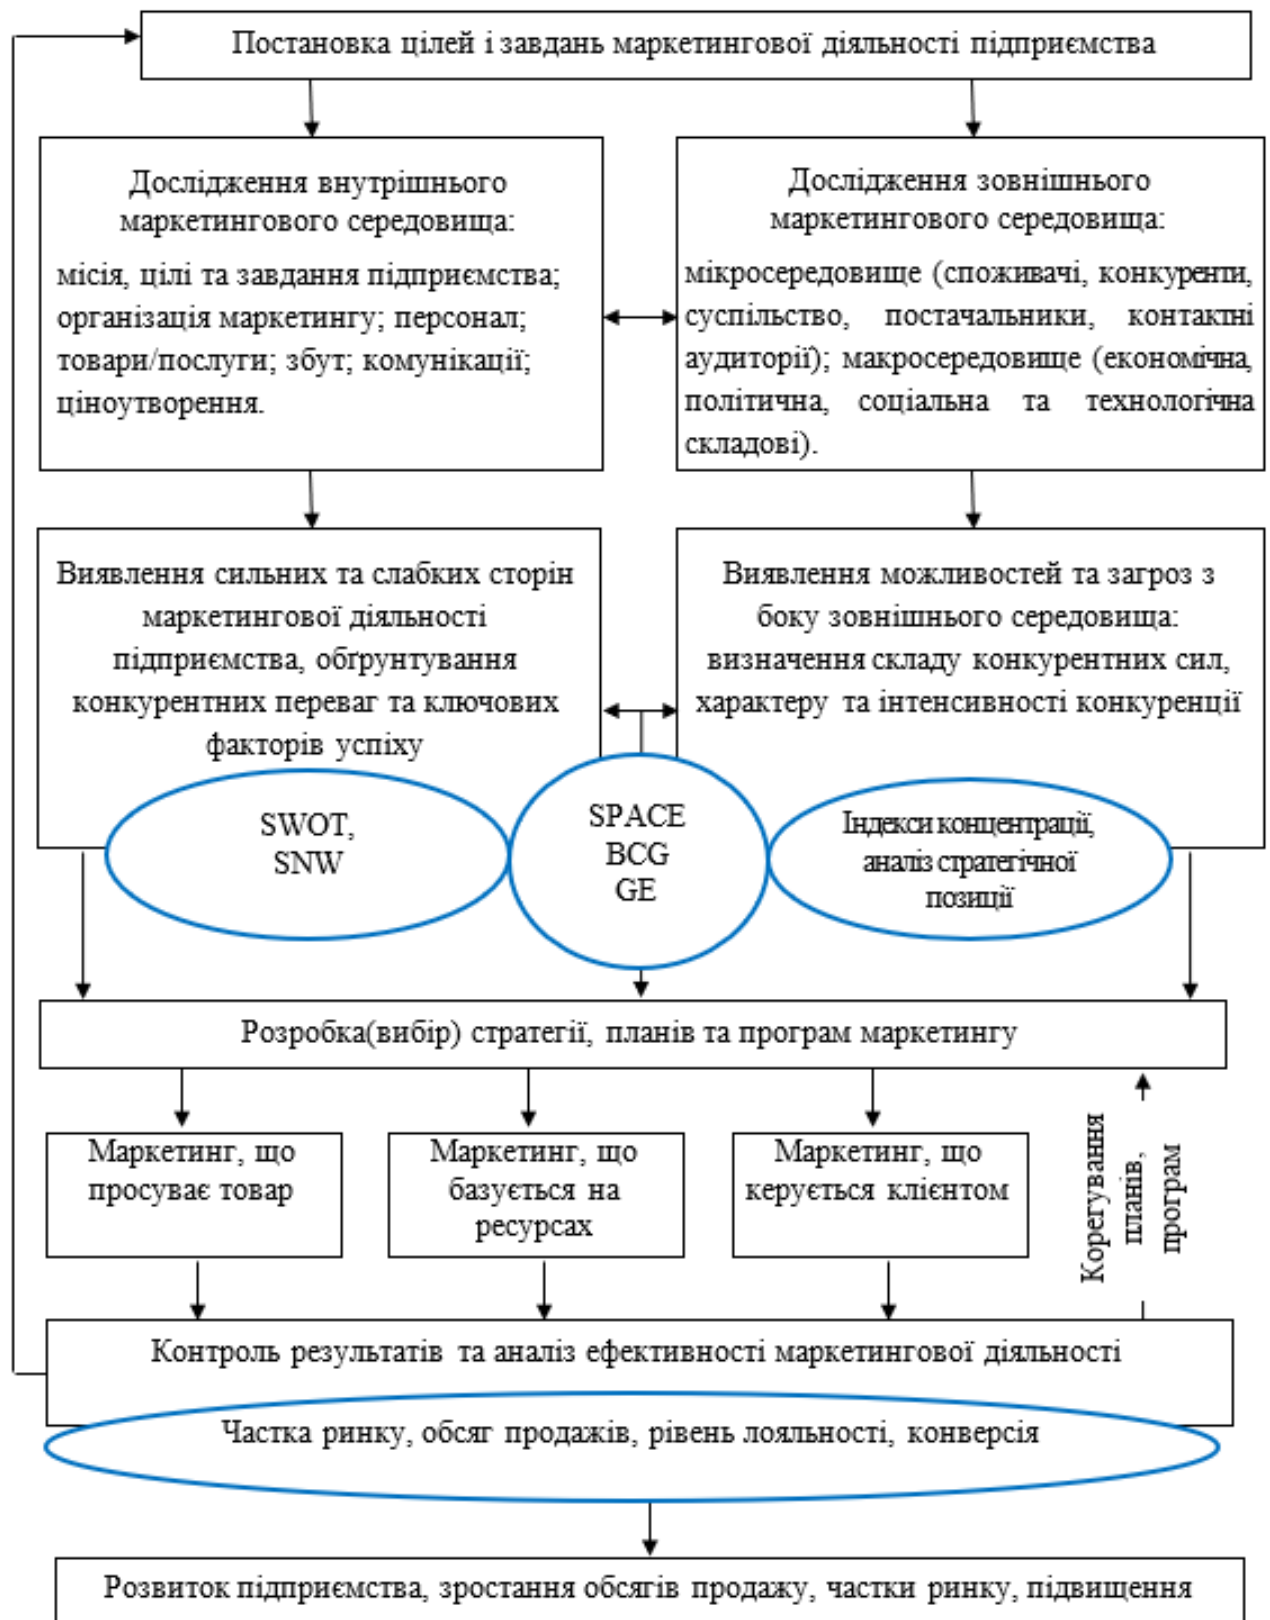 Постановка цілей і завдань маркетингової діяльності підприємства
Дослідження внутрішнього
маркетингового середовища:
місія, цілі та завдання підприємства;
організація маркетингу; персонал;
товари/послуги; збут; комунікації;
ціноутворення.
Дослідження зовнішнього
маркетингового середовища:
мікросередовище (споживачі, конкуренти,
суспільство, постачальники, контактні
аудиторії); макросередовище (економічна,
політична, соціальна та технологічна
складові).
Виявлення сильних та слабких сторін
маркетингової діяльності
підприємства, обґрунтування
конкурентних переваг та ключових
факторів успіху
Виявлення можливостей та загроз з
боку зовнішнього середовища:
визначення складу конкурентних сил,
характеру та інтенсивності конкуренції
SWOT,
SNW
SPACE
BCG
GE
Індекси концентрації,
аналіз стратегічної
позиції
Розробка(вибір) стратегії, планів та програм маркетингу
Маркетинг, що
просуває товар
Маркетинг, що
базується на
ресурсах
Маркетинг, що
керується клієнтом
Корегування
планів,
програм
Контроль результатів та аналіз ефективності маркетингової діяльності
Частка ринку, обсяг продажів, рівень лояльності, конверсія
Розвиток підприємства, зростання обсягів продажу, частки ринку, підвищення